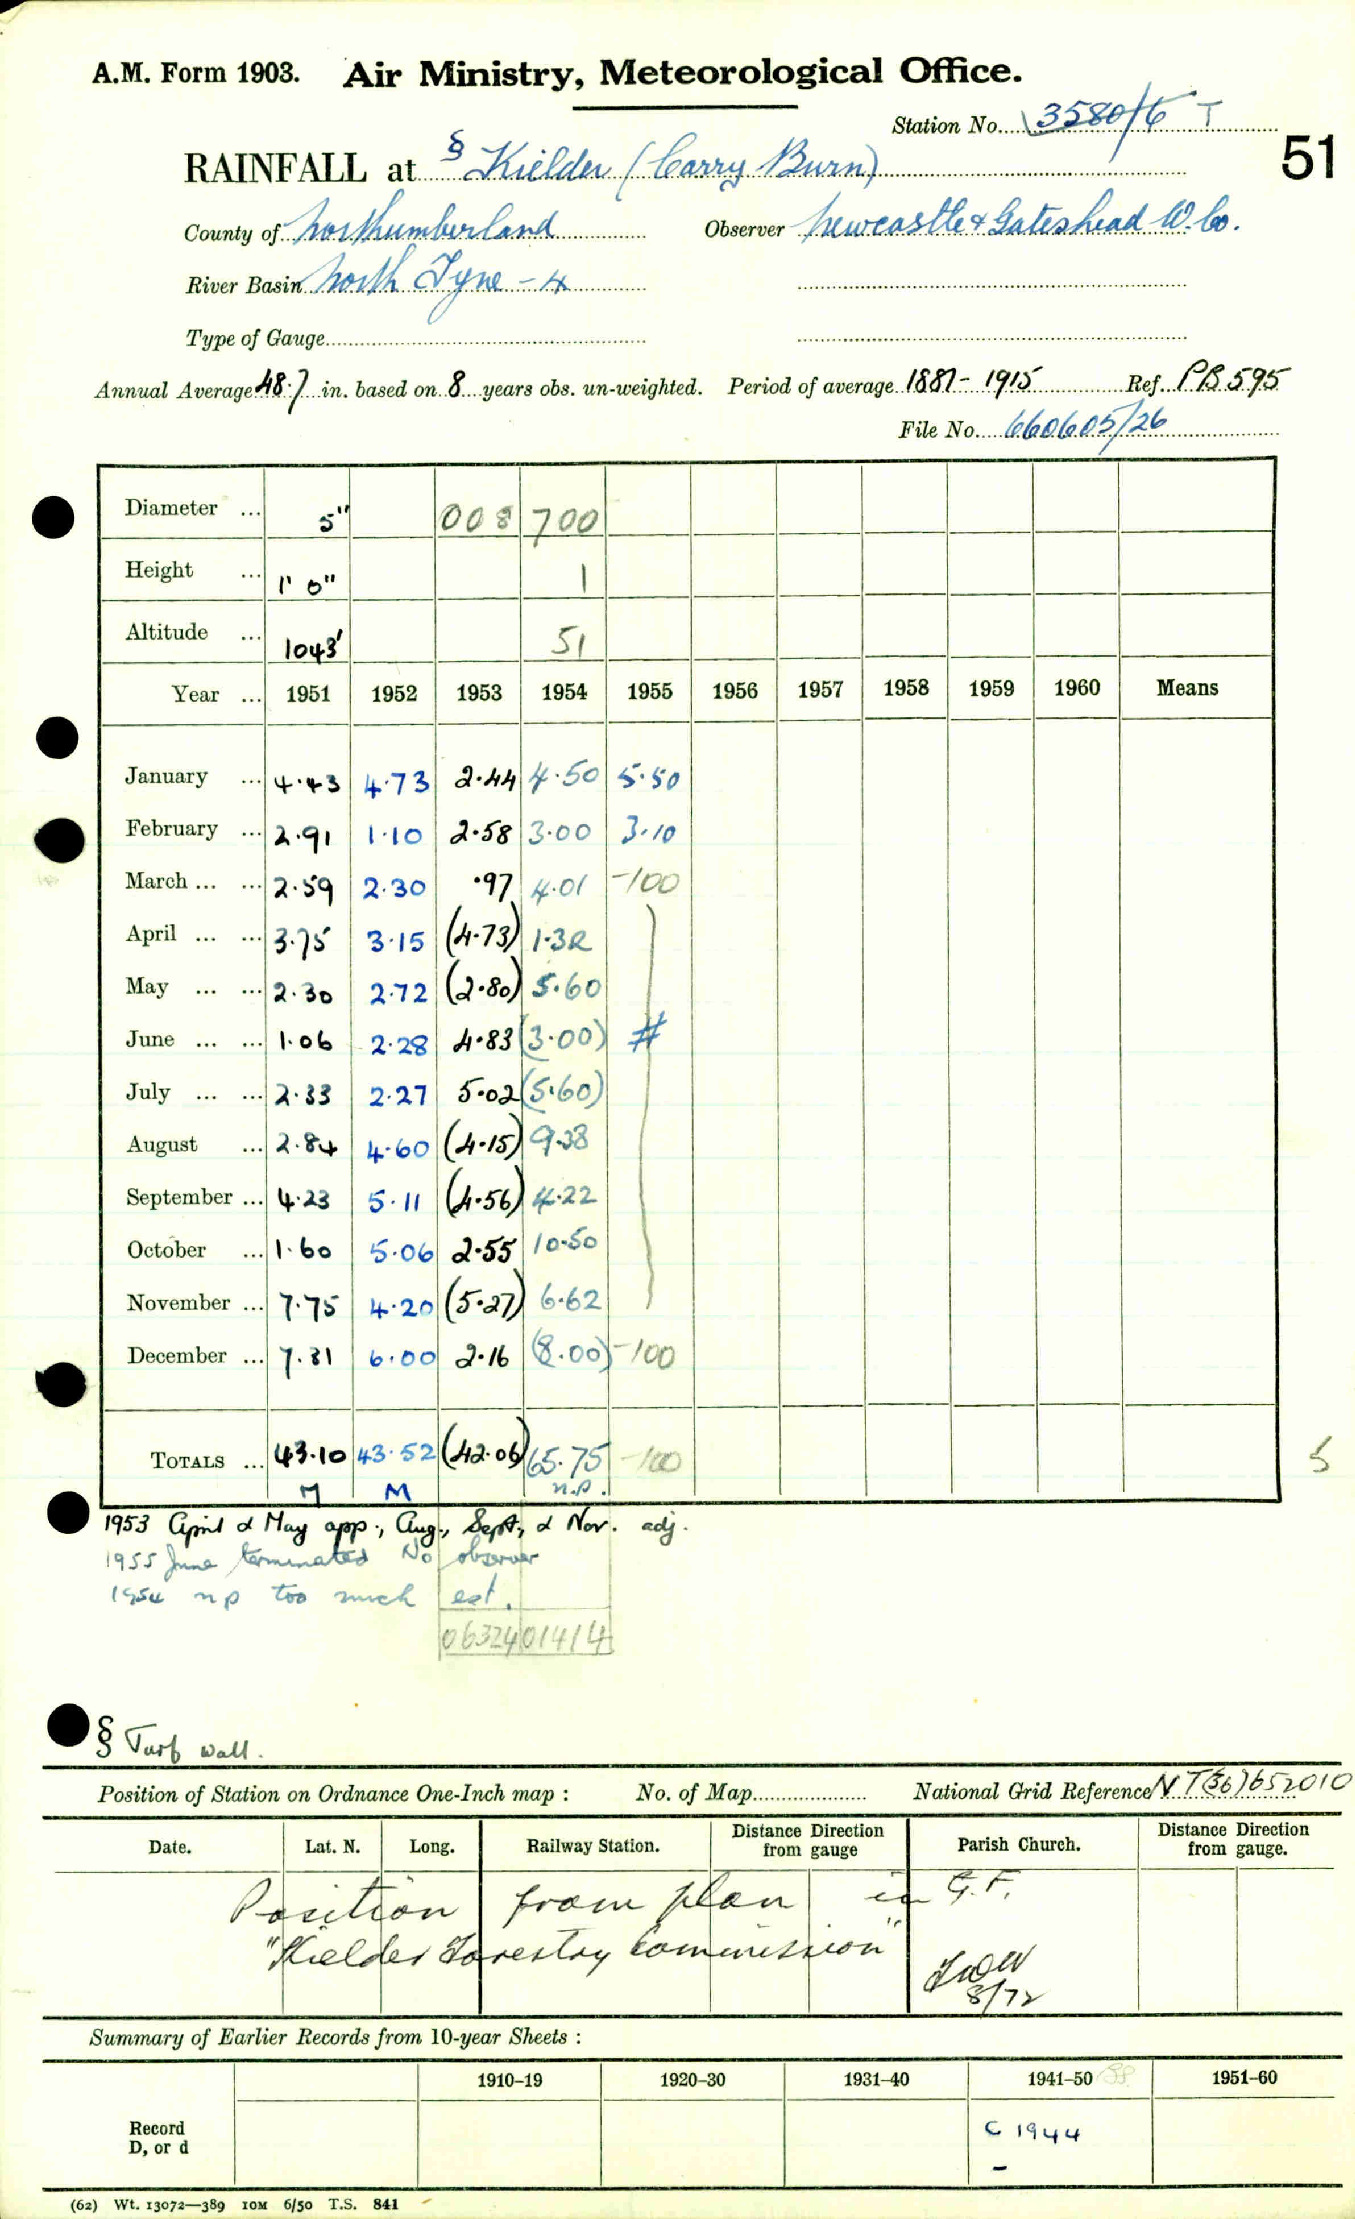 A.M. Form 1903. Air Ministry, Meteorological Office.
Station No. 3580/6 T
51
RAINFALL at § Kielder (Carry Burn)
County of Northumberland Observer Newcastle & Gateshead W. Co.
River Basin North Tyne - 4
Type of Gauge
Annual Average 48.7 in. based on 8 years obs. un-weighted. Period of average 1881-1915 Ref. PB 595
File No. 660605/26
Diameter ... 5" 008 700
Height ... 1' 0" 1
Altitude ... 1043' 51
Year ... 1951 1952 1953 1954 1955 1956 1957 1958 1959 1960 Means
January ... 4.43 4.73 2.44 4.50 5.50
February ... 2.91 1.10 2.58 3.00 3.10
March ... ... 2.59 2.30 .97 4.01 -100
April ... ... 3.75 3.15 (4.73) 1.32
May ... ... 2.30 2.72 (2.80) 5.60
June ... ... 1.06 2.28 4.83 (3.00) #
July ... ... 2.33 2.27 5.02 (5.60)
August ... 2.84 4.60 (4.15) 9.38
September ... 4.23 5.11 (4.56) 4.22
October ... 1.60 5.06 2.55 10.50
November ... 7.75 4.20 (5.27) 6.62
December ... 7.31 6.00 2.16 (8.00) -100
TOTALS ... 43.10 43.52 (42.06) 65.75 -100
M M n.p.
5
1953 April & May app., Aug., Sept., & Nov. adj.
1955 June terminated No observer
1954 n p too much est.
06324 01414
§ Turf wall.
Position of Station on Ordnance One-Inch map : No. of Map National Grid Reference NT(36)652010
Date. Lat. N. Long. Railway Station. Distance from gauge Direction Parish Church. Distance from gauge. Direction
Position from plan in G.F.
"Kielder Forestry Commission"
8/72
Summary of Earlier Records from 10-year Sheets :
1910–19 1920–30 1931–40 1941–50 1951–60
Record D, or d C 1944
-
(62) Wt. 13072—389 10M 6/50 T.S. 841